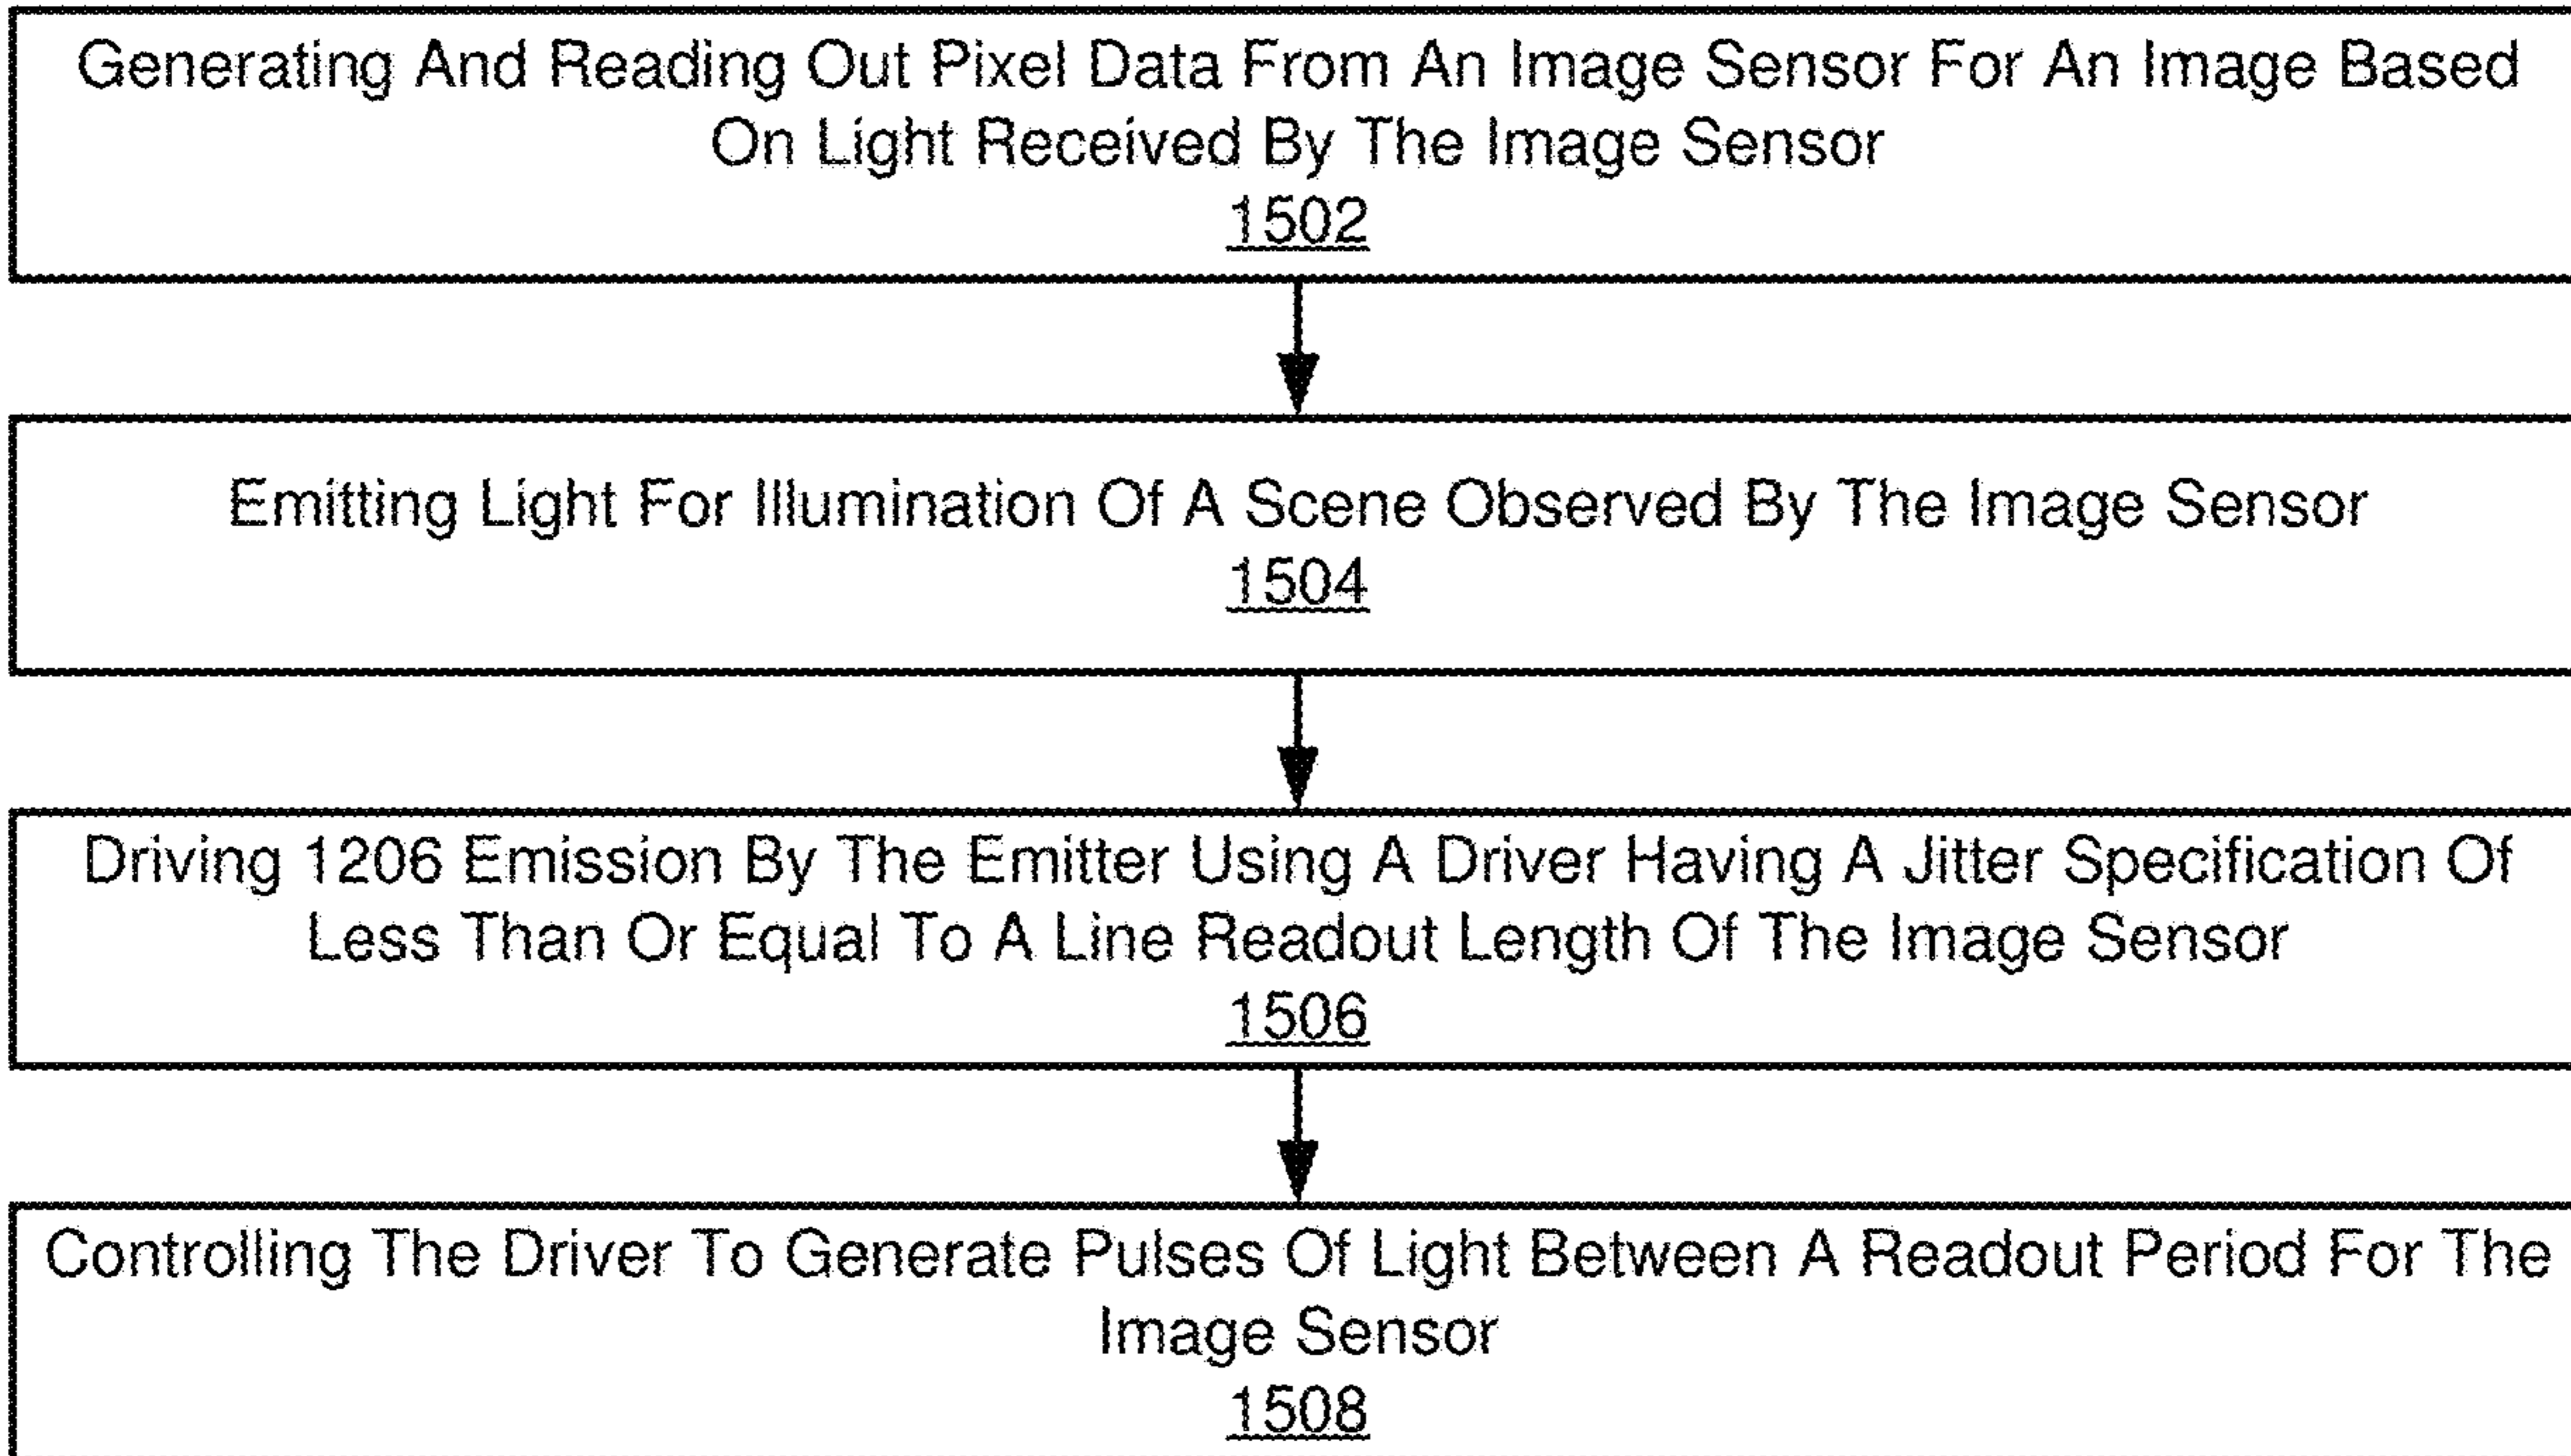 Generating And Reading Out Pixel Data From An Image Sensor For An Image Based
On Light Received By The Image Sensor
1502
Emitting Light For Illumination Of A Scene Observed By The Image Sensor
1504
Driving 1206 Emission By The Emitter Using A Driver Having A Jitter Specification Of
Less Than Or Equal To A Line Readout Length Of The Image Sensor
1506
Controlling The Driver To Generate Pulses Of Light Between A Readout Period For The
Image Sensor
1508